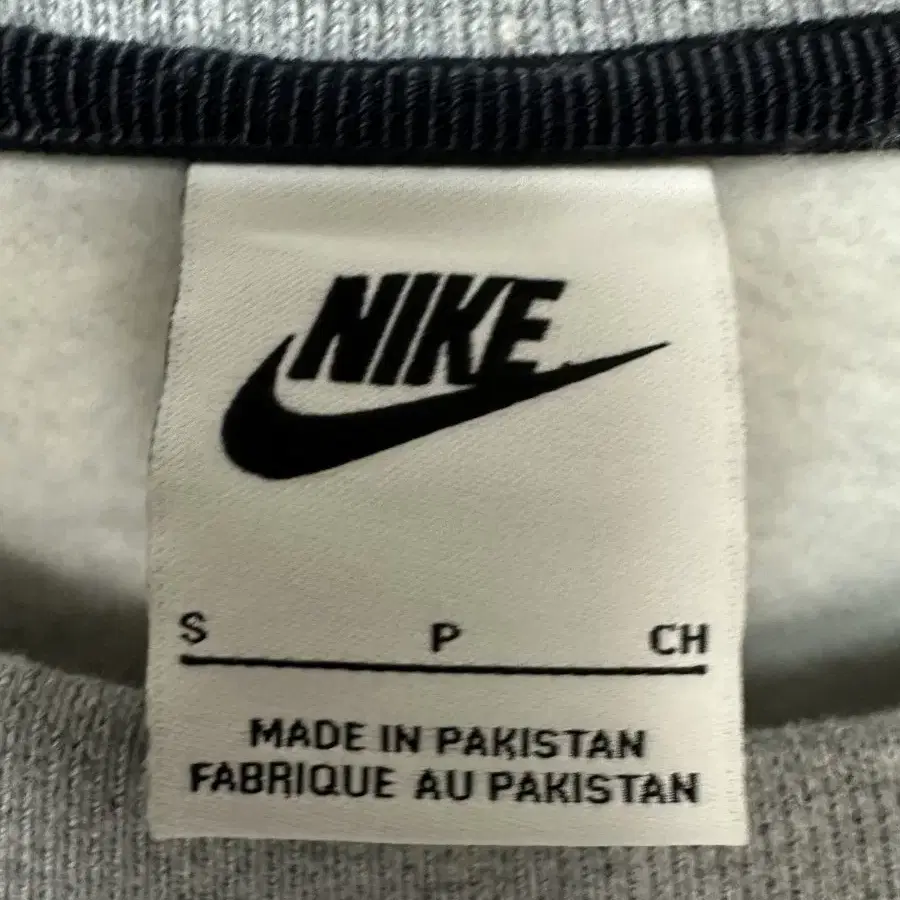 NIKE
S P CH
MADE IN PAKISTAN
FABRIQUE AU PAKISTAN